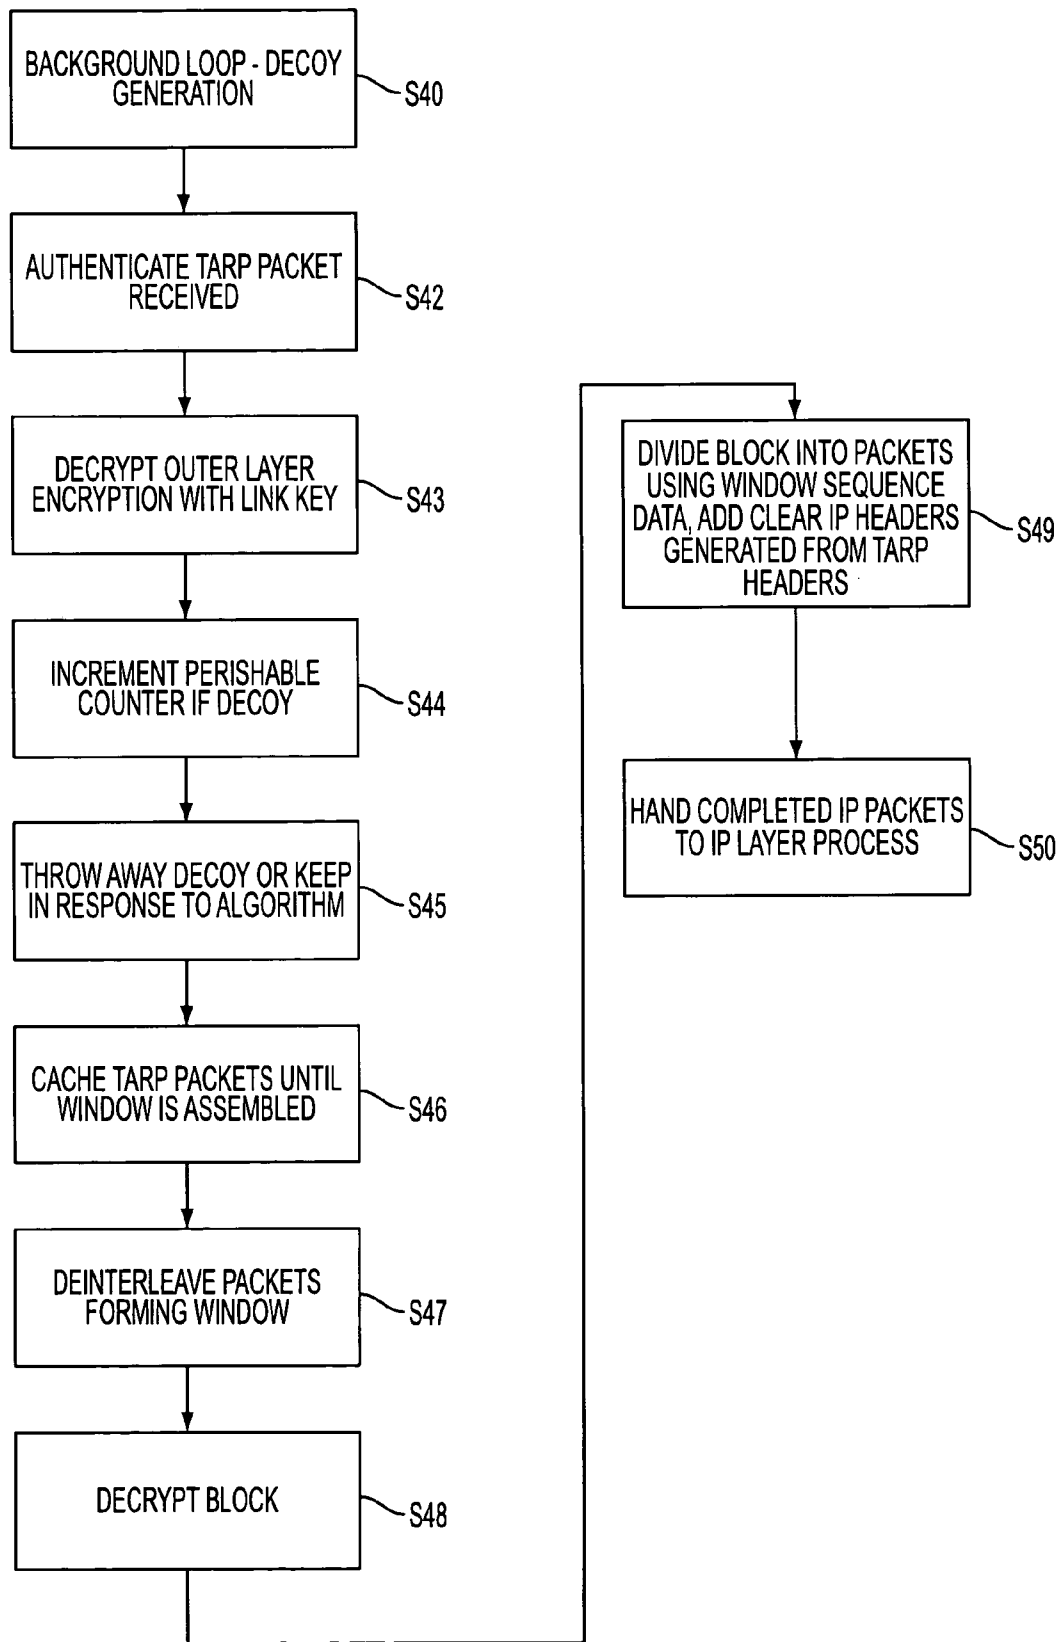 BACKGROUND LOOP - DECOY
GENERATION
S40
AUTHENTICATE TARP PACKET
RECEIVED
S42
DECRYPT OUTER LAYER
ENCRYPTION WITH LINK KEY
S43
INCREMENT PERISHABLE
COUNTER IF DECOY
S44
THROW AWAY DECOY OR KEEP
IN RESPONSE TO ALGORITHM
S45
CACHE TARP PACKETS UNTIL
WINDOW IS ASSEMBLED
S46
DEINTERLEAVE PACKETS
FORMING WINDOW
S47
DECRYPT BLOCK
S48
DIVIDE BLOCK INTO PACKETS
USING WINDOW SEQUENCE
DATA, ADD CLEAR IP HEADERS
GENERATED FROM TARP
HEADERS
S49
HAND COMPLETED IP PACKETS
TO IP LAYER PROCESS
S50